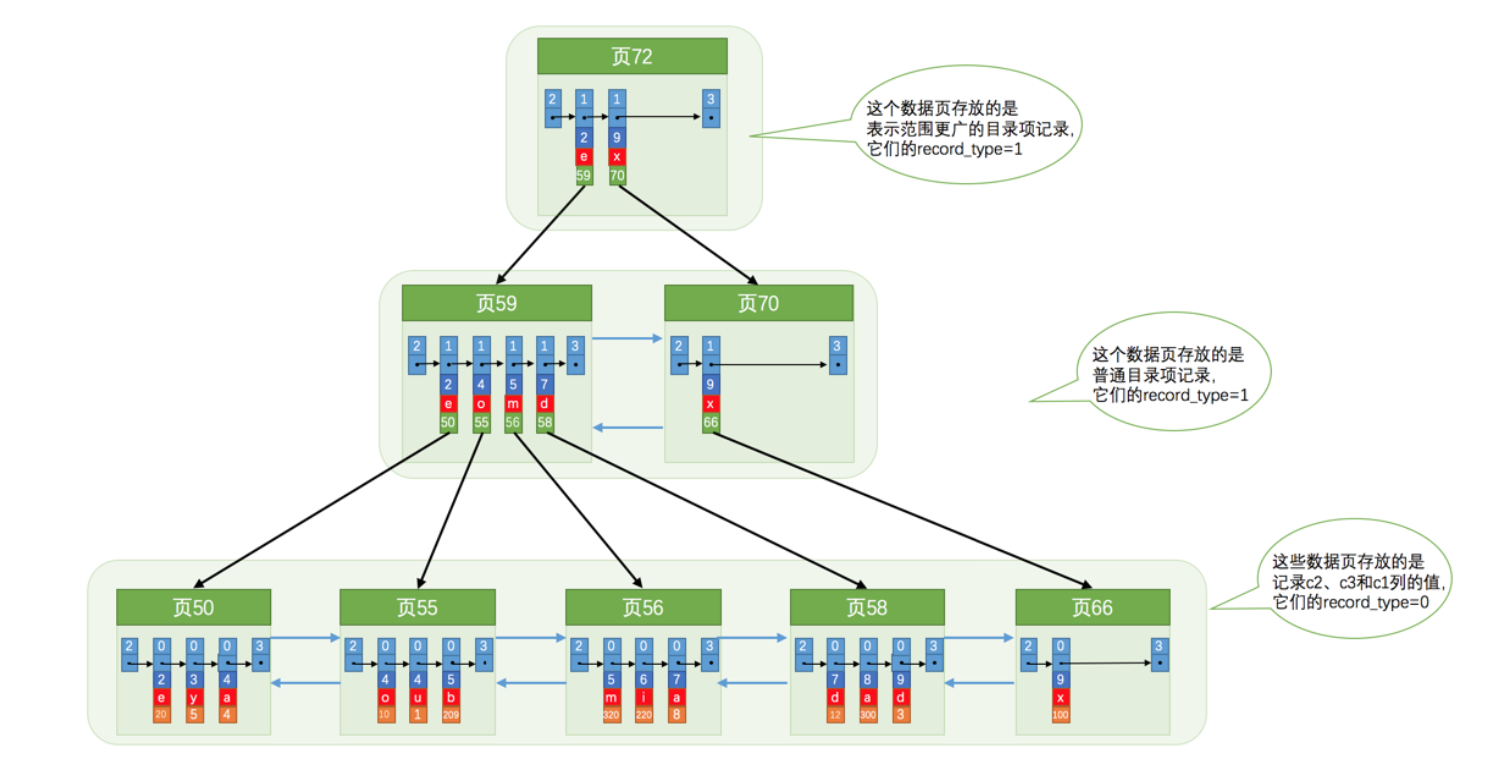 页72
2 1 1 3
2 9
e x
59 70
这个数据页存放的是
表示范围更广的目录项记录,
它们的record_type=1
页59 页70
2 1 1 1 1 3 2 1 3
2 4 5 7 9
e o m d x
50 55 56 58 66
这个数据页存放的是
普通目录项记录,
它们的record_type=1
这些数据页存放的是
记录c2、c3和c1列的值,
它们的record_type=0
页50 页55 页56 页58 页66
2 0 0 0 3 2 0 0 0 3 2 0 0 0 3 2 0 0 0 3 2 0 3
2 3 4 4 4 5 5 6 7 7 8 9 9
e y a o u b m i a d a d x
20 5 4 10 1 209 320 220 8 12 300 3 100